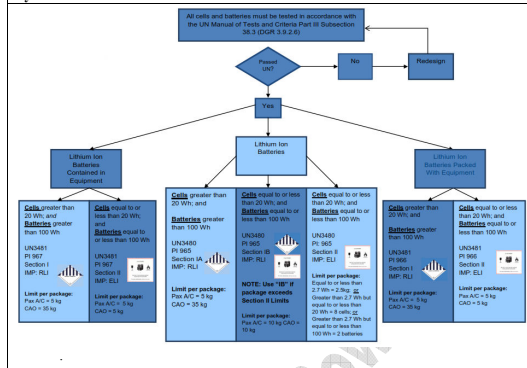 All cells and batteries must be tested in accordance with
the UN Manual of Tests and Criteria Part III Subsection
38.3 (DGR 3.9.2.6)
Passed
UN?
No
Redesign
Yes
Lithium Ion
Batteries
Contained in
Equipment
Lithium Ion
Batteries
Lithium Ion
Batteries Packed
With Equipment
Cells greater than
20 Wh; and
Batteries greater
than 100 Wh
UN3481
PI 967
Section I
IMP: RLI
Limit per package:
Pax A/C = 5 kg
CAO = 35 kg
Cells equal to or
less than 20 Wh;
and
Batteries equal to
or less than 100 Wh
UN3481
PI 967
Section II
IMP: ELI
Limit per package:
Pax A/C = 5 kg
CAO = 5 kg
Cells greater than
20 Wh; and
Batteries greater
than 100 Wh
UN3480
PI 965
Section IA
IMP: RLI
Limit per package:
Pax A/C = 5 kg
CAO = 35 kg
Cells equal to or less
than 20 Wh; and
Batteries equal to or
less than 100 Wh
UN3480
PI 965
Section IB
IMP: RLI
NOTE: Use "IB" if
package exceeds
Section II Limits
Limit per package:
Pax A/C = 10 kg CAO =
10 kg
Cells equal to or less
than 20 Wh; and
Batteries equal to or
less than 100 Wh
UN3480
PI: 965
Section II
IMP: ELI
Limit per package:
Equal to or less than
2.7 Wh = 2.5kg; or
Greater than 2.7 Wh but
equal to or less than
20 Wh = 8 cells; or
Greater than 2.7 Wh but
equal to or less than
100 Wh = 2 batteries
Cells greater than
20 Wh; and
Batteries greater
than 100 Wh
UN3481
PI 966
Section I
IMP: RLI
Limit per package:
Pax A/C = 5 kg
CAO = 35 kg
Cells equal to or
less than 20 Wh; and
Batteries equal to or
less than 100 Wh
UN3481
PI 966
Section II
IMP: ELI
Limit per package:
Pax A/C = 5 kg
CAO = 5 kg